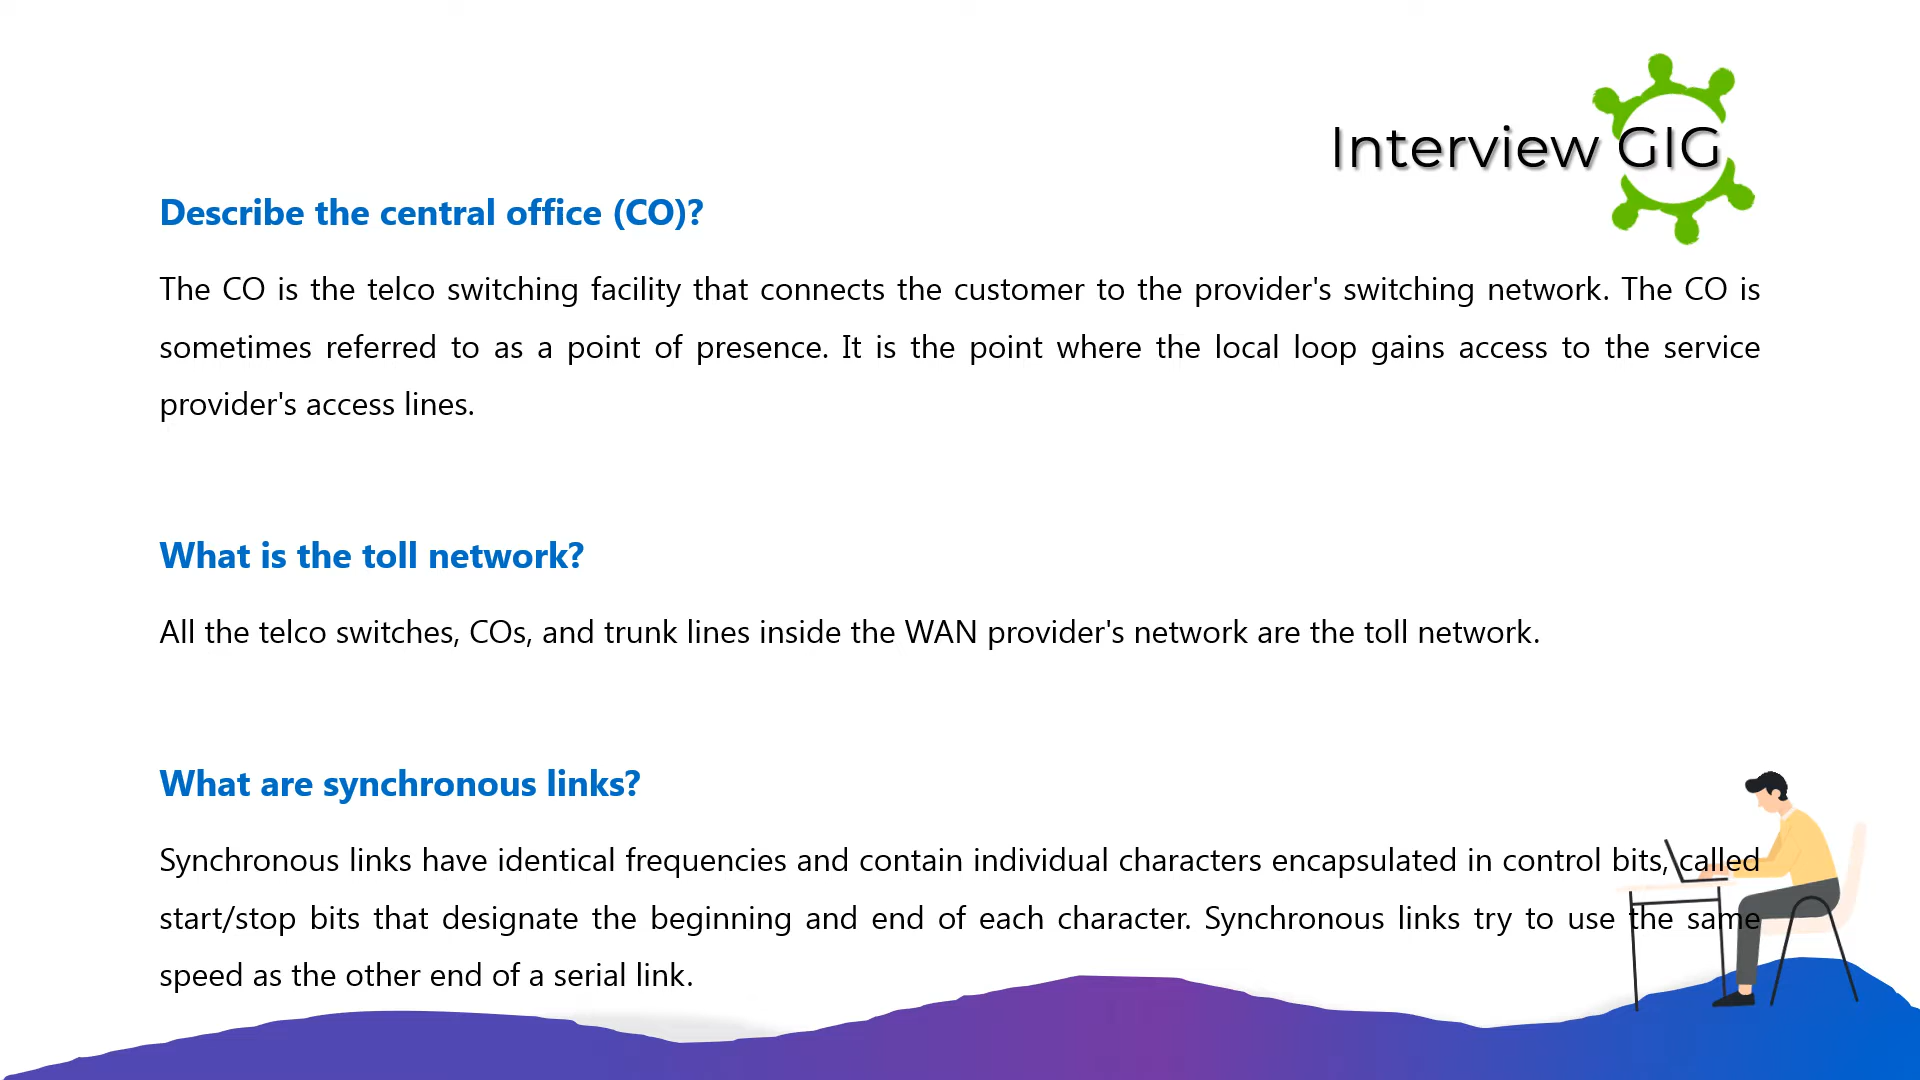 Interview GIG
Describe the central office (CO)?
The CO is the telco switching facility that connects the customer to the provider's switching network. The CO is
sometimes referred to as a point of presence. It is the point where the local loop gains access to the service
provider's access lines.
What is the toll network?
All the telco switches, COs, and trunk lines inside the WAN provider's network are the toll network.
What are synchronous links?
Synchronous links have identical frequencies and contain individual characters encapsulated in control bits, called
start/stop bits that designate the beginning and end of each character. Synchronous links try to use the same
speed as the other end of a serial link.